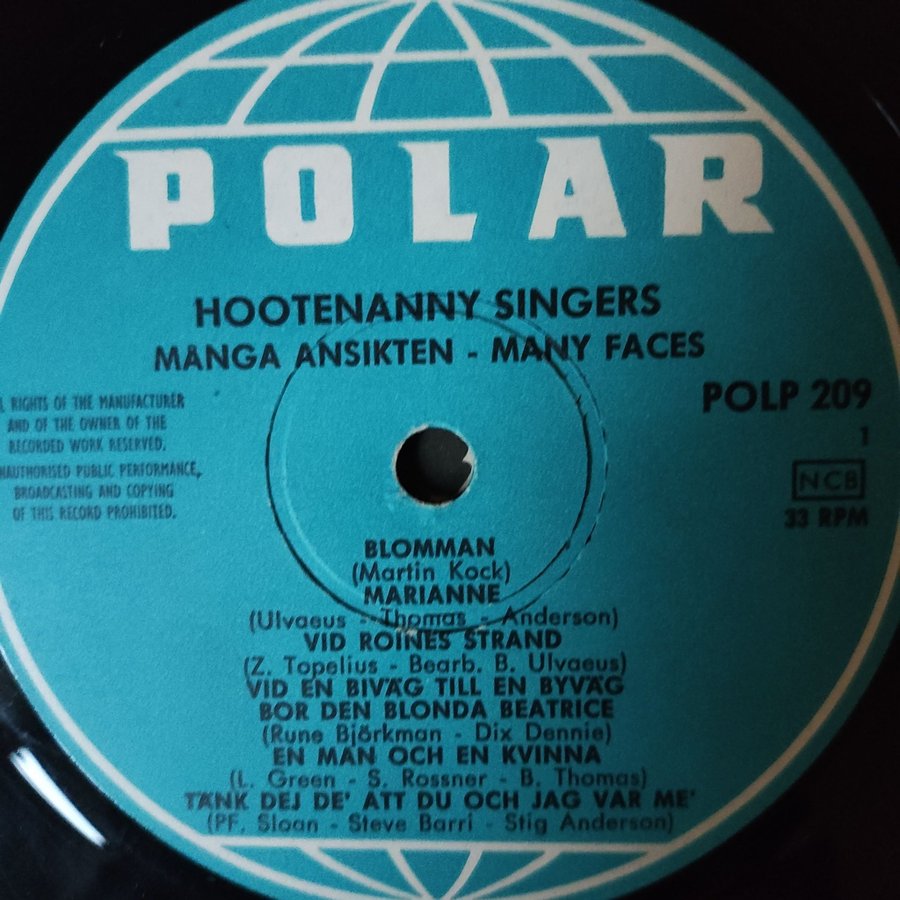 POLAR
HOOTENANNY SINGERS
MÅNGA ANSIKTEN - MANY FACES
RIGHTS OF THE MANUFACTURER
AND OF THE OWNER OF THE
RECORDED WORK RESERVED.
PUBLIC PERFORMANCE,
BROADCASTING AND COPYING
OF THIS RECORD PROHIBITED.
POLP 209
1
NCB
33 RPM
BLOMMAN
(Martin Kock)
MARIANNE
(Ulvaeus - Thomas - Anderson)
VID ROINES STRAND
(Z. Topelius - Bearb. B. Ulvaeus)
VID EN BIVÄG TILL EN BYVÄG
BOR DEN BLONDA BEATRICE
(Rune Björkman - Dix Dennie)
EN MAN OCH EN KVINNA
(L. Green - S. Rossner - B. Thomas)
TÄNK DEJ DE' ATT DU OCH JAG VAR ME'
(PF. Sloan - Steve Barri - Stig Anderson)